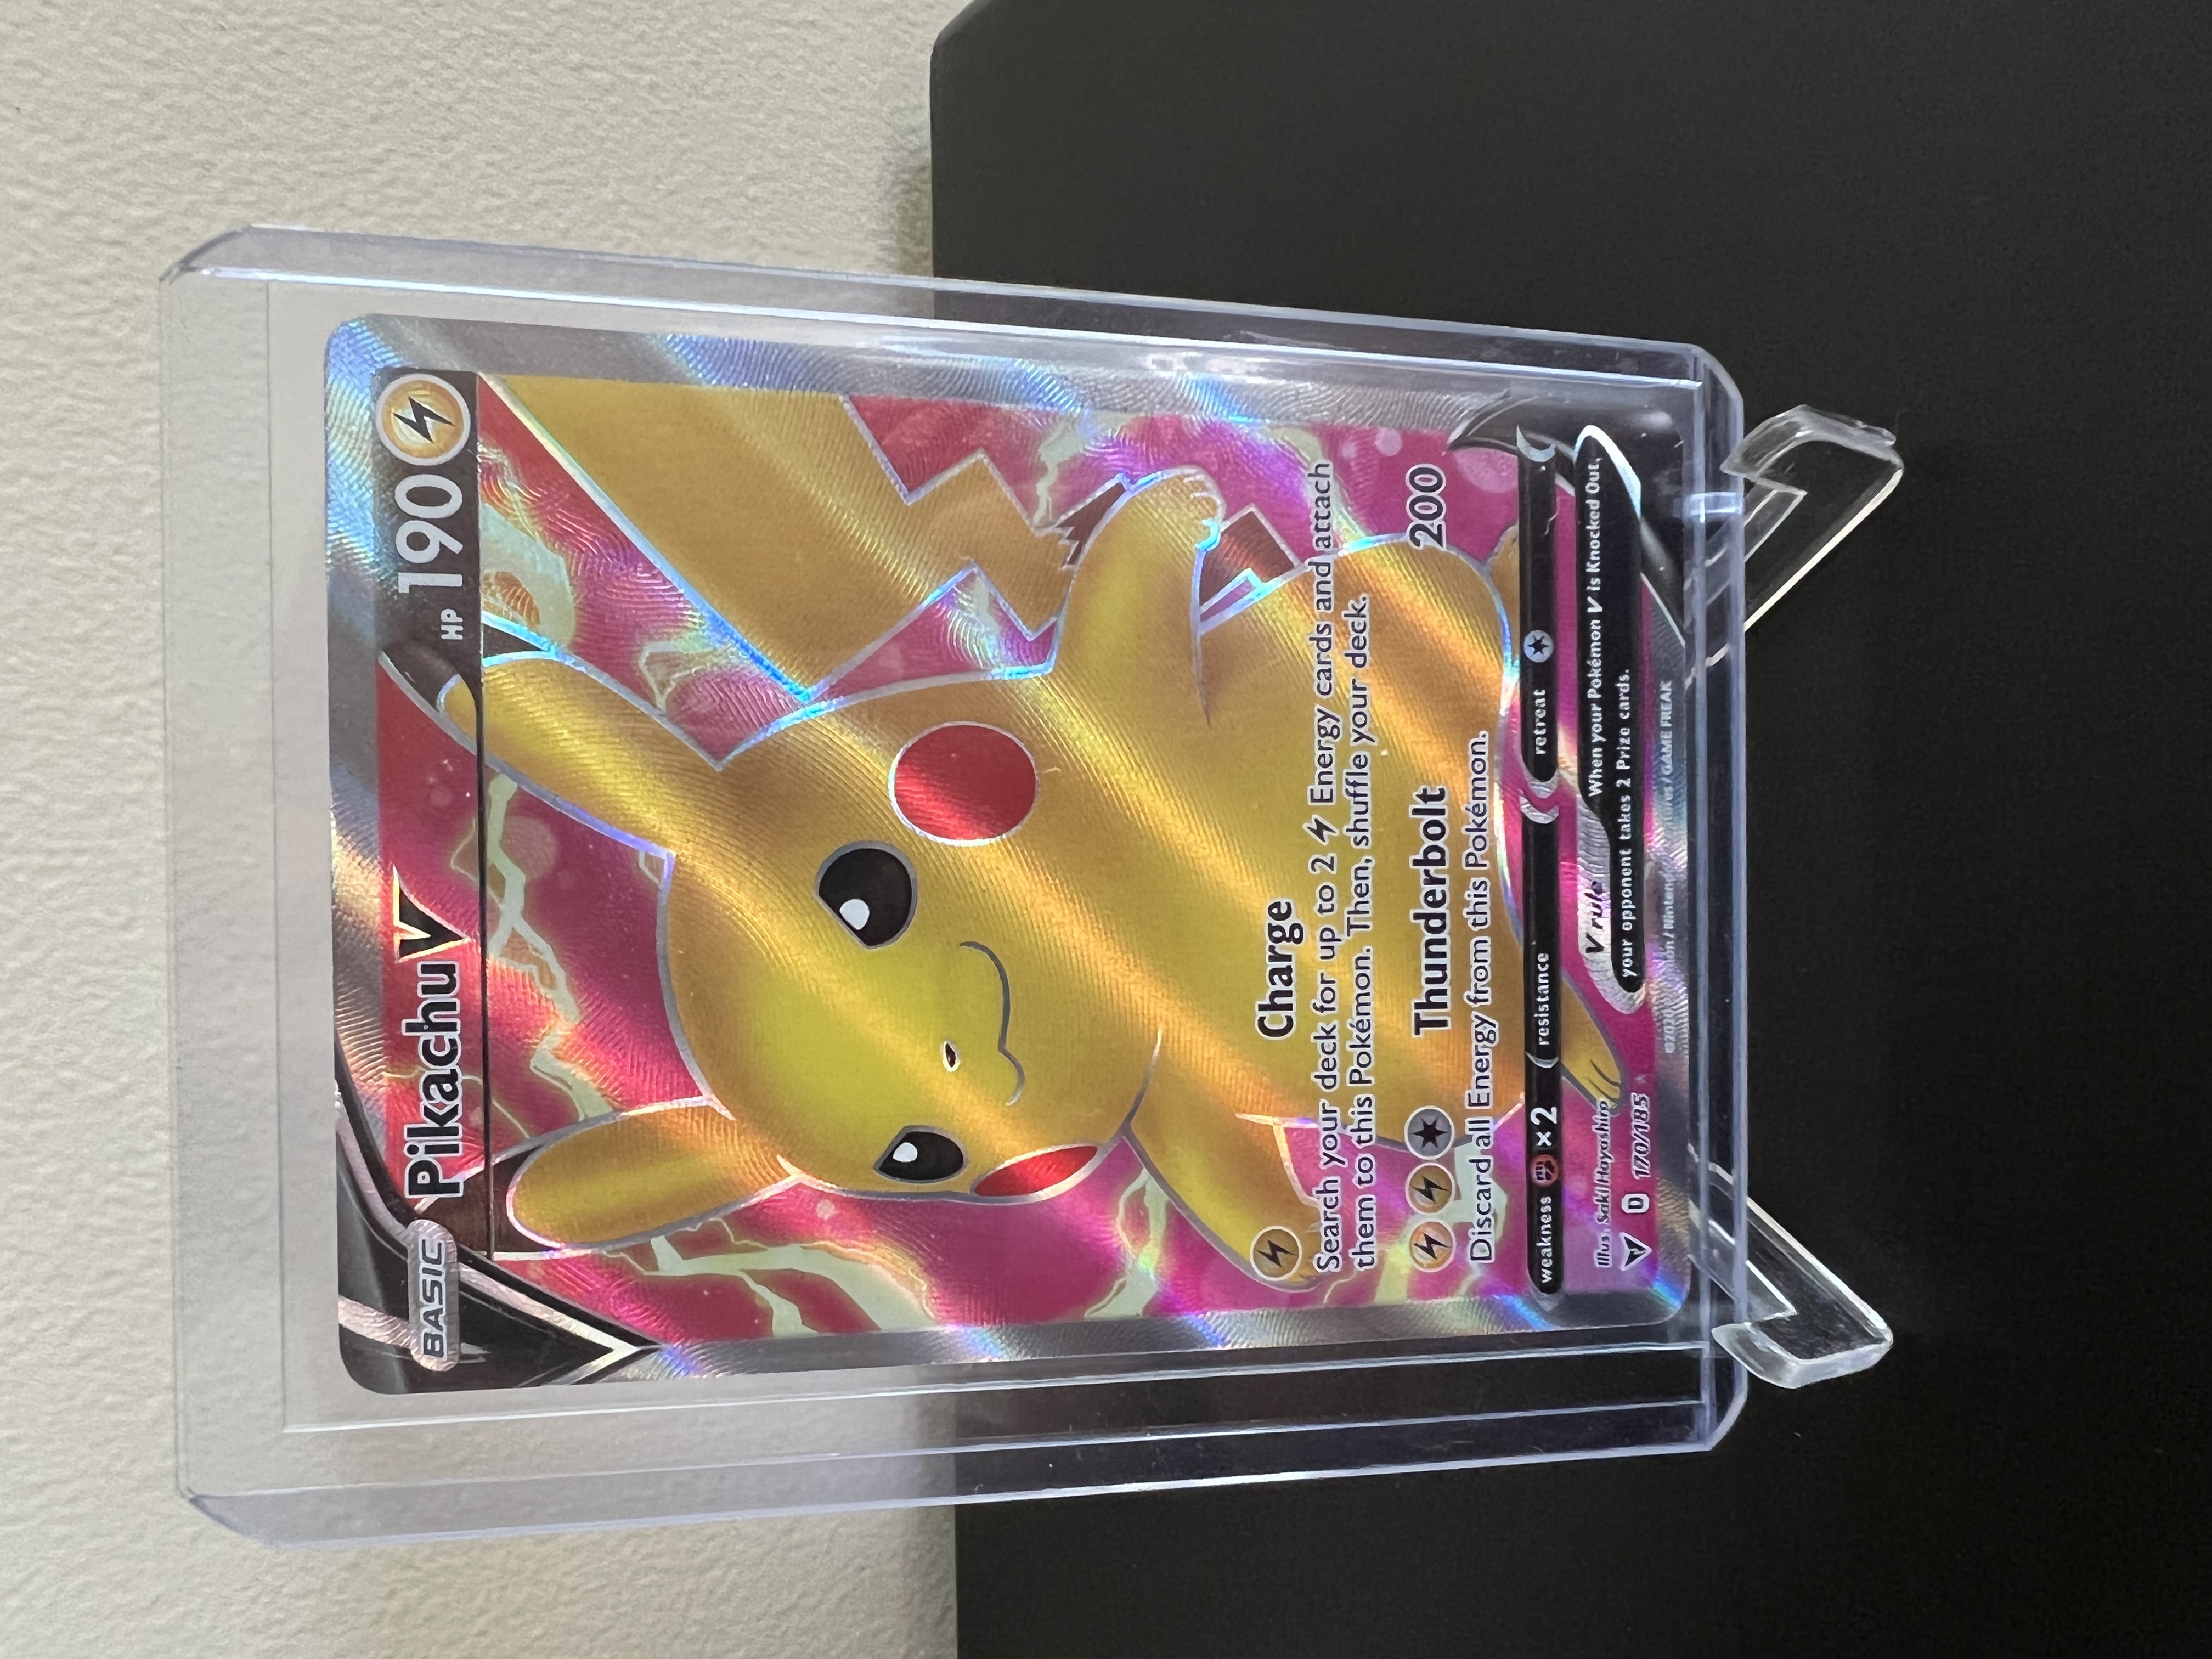 BASIC Pikachu V HP 190
Charge
Search your deck for up to 2 Energy cards and attach
them to this Pokémon. Then, shuffle your deck.
Thunderbolt 200
Discard all Energy from this Pokémon.
weakness ×2 resistance retreat
Illus. Saki Hayashiro
V rule When your Pokémon V is Knocked Out,
your opponent takes 2 Prize cards.
D 170/185
©2020 / GAME FREAK